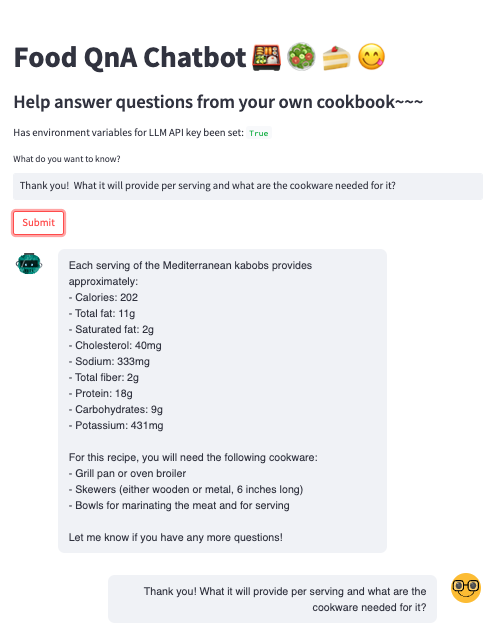 Food QnA Chatbot 🍱🥗🍰😋
Help answer questions from your own cookbook~~~
Has environment variables for LLM API key been set: True
What do you want to know?
Thank you!  What it will provide per serving and what are the cookware needed for it?
Submit
Each serving of the Mediterranean kabobs provides
approximately:
- Calories: 202
- Total fat: 11g
- Saturated fat: 2g
- Cholesterol: 40mg
- Sodium: 333mg
- Total fiber: 2g
- Protein: 18g
- Carbohydrates: 9g
- Potassium: 431mg
For this recipe, you will need the following cookware:
- Grill pan or oven broiler
- Skewers (either wooden or metal, 6 inches long)
- Bowls for marinating the meat and for serving
Let me know if you have any more questions!
Thank you! What it will provide per serving and what are the
cookware needed for it?